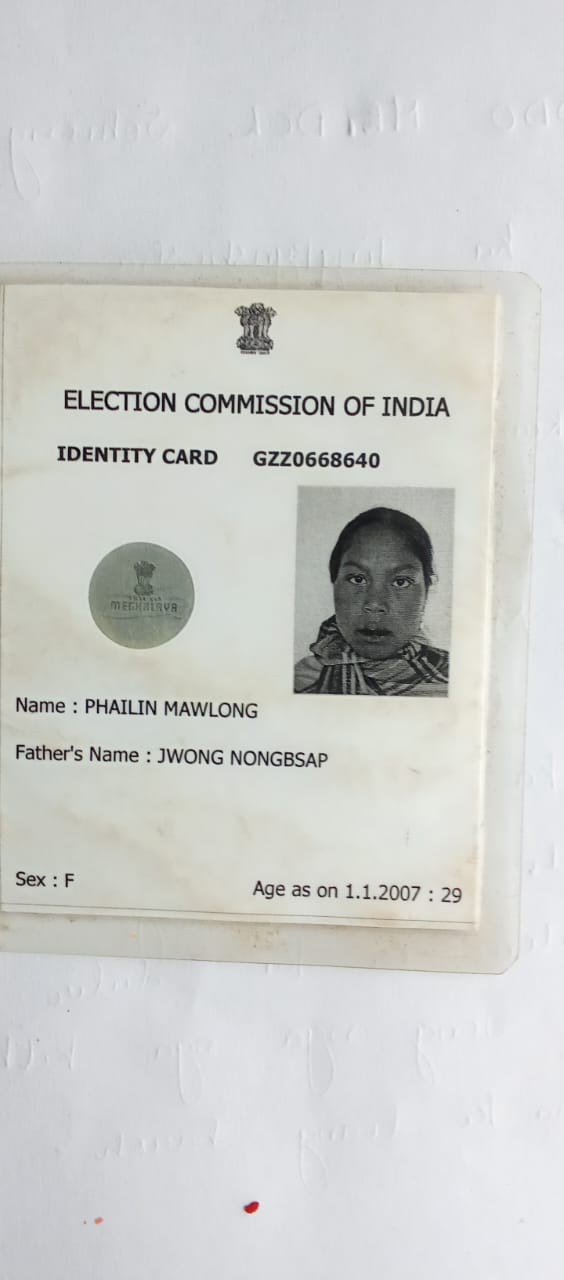 ELECTION COMMISSION OF INDIA
IDENTITY CARD GZZ0668640
MEGHALAYA
Name : PHAILIN MAWLONG
Father's Name : JWONG NONGBSAP
Sex : F
Age as on 1.1.2007 : 29